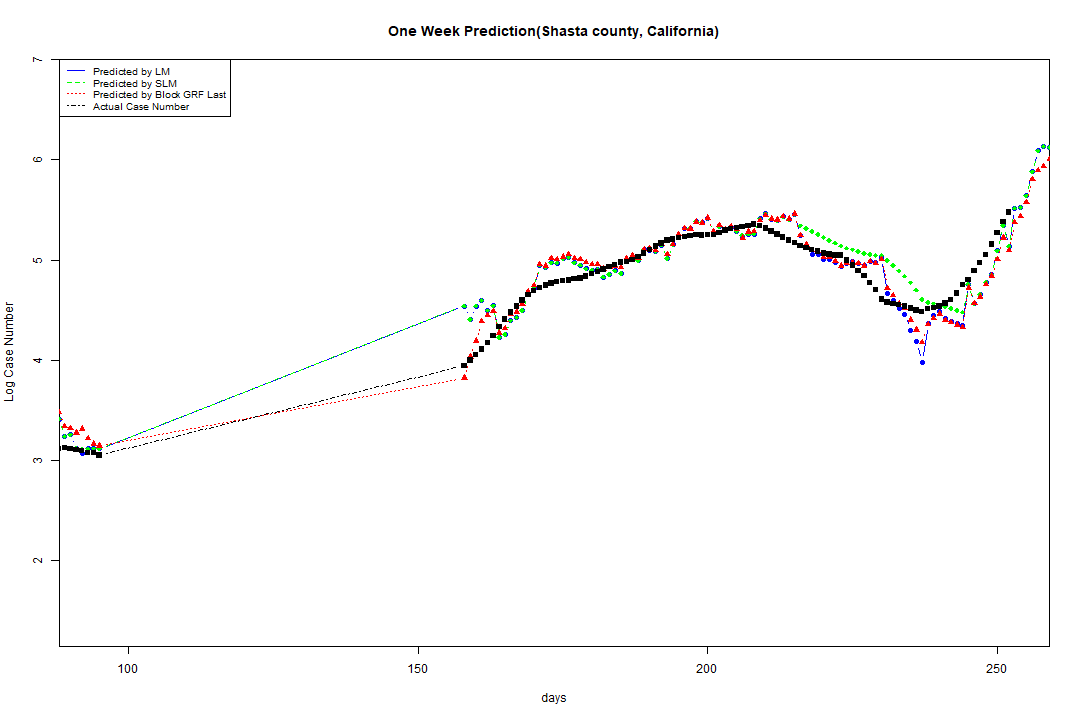 One Week Prediction(Shasta county, California)
Predicted by LM
Predicted by SLM
Predicted by Block GRF Last
Actual Case Number
7
6
5
4
3
2
Log Case Number
100 150 200 250
days